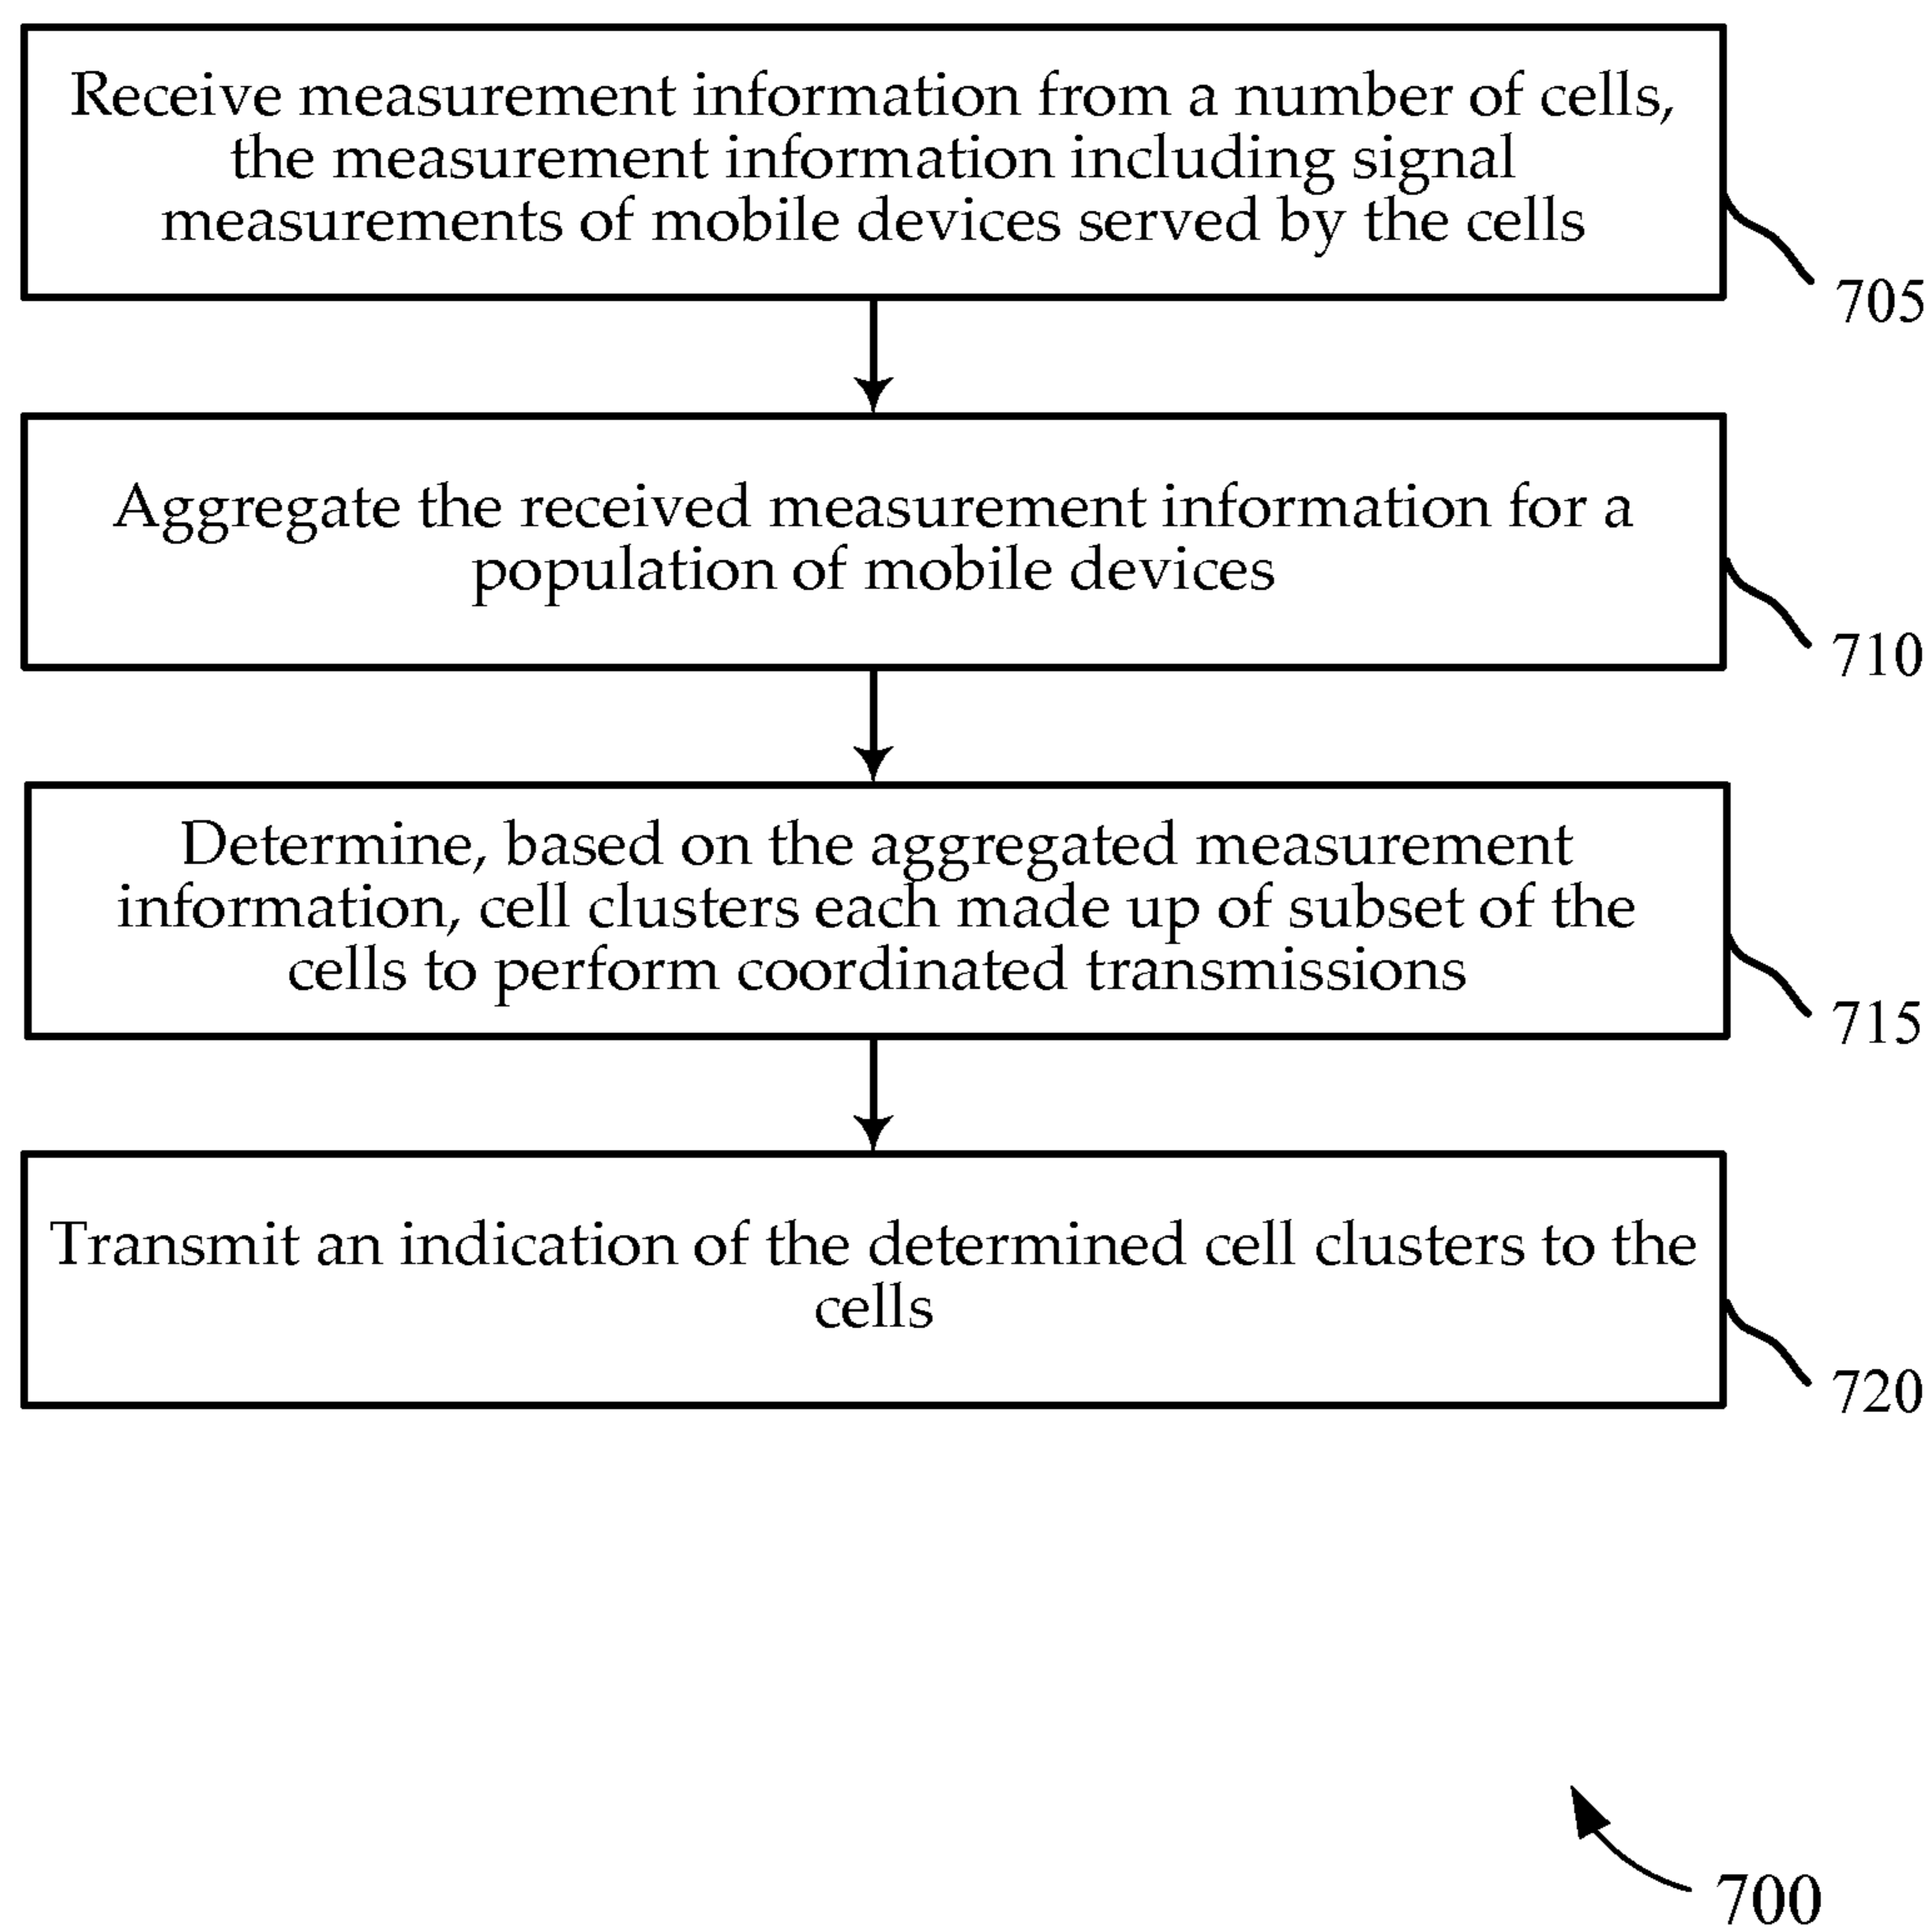 Receive measurement information from a number of cells,
the measurement information including signal
measurements of mobile devices served by the cells
705
Aggregate the received measurement information for a
population of mobile devices
710
Determine, based on the aggregated measurement
information, cell clusters each made up of subset of the
cells to perform coordinated transmissions
715
Transmit an indication of the determined cell clusters to the
cells
720
700